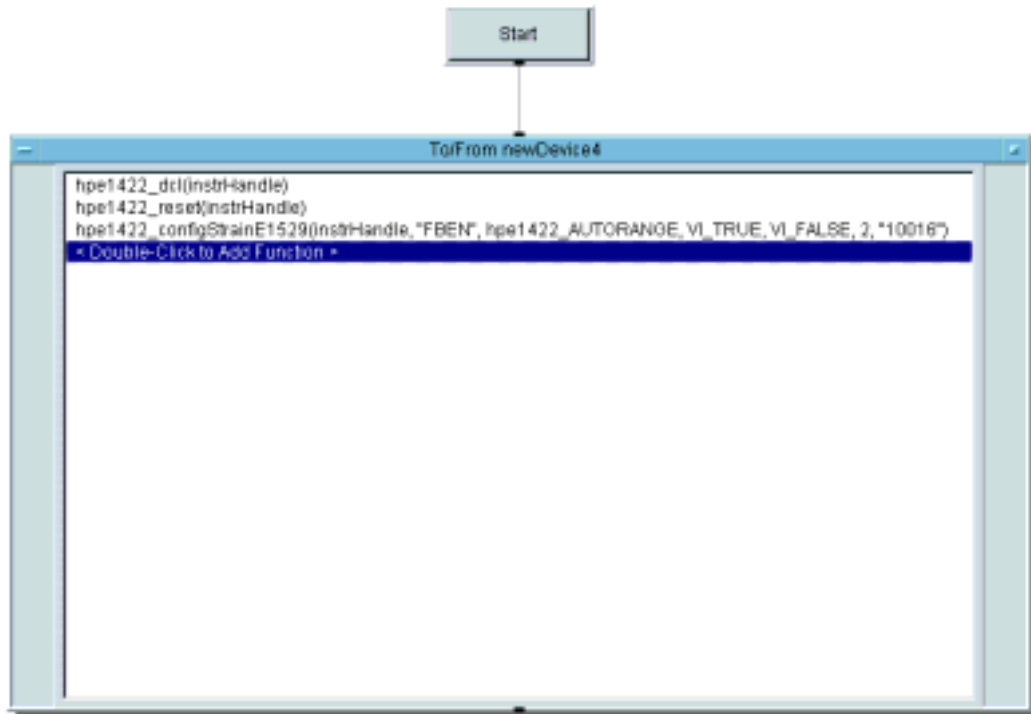 Start
To/From newDevice4
hpe1422_dcl(instrHandle)
hpe1422_reset(instrHandle)
hpe1422_configStrainE1529(instrHandle, "FBEN", hpe1422_AUTORANGE, VI_TRUE, VI_FALSE, 2, "10016")
< Double-Click to Add Function >